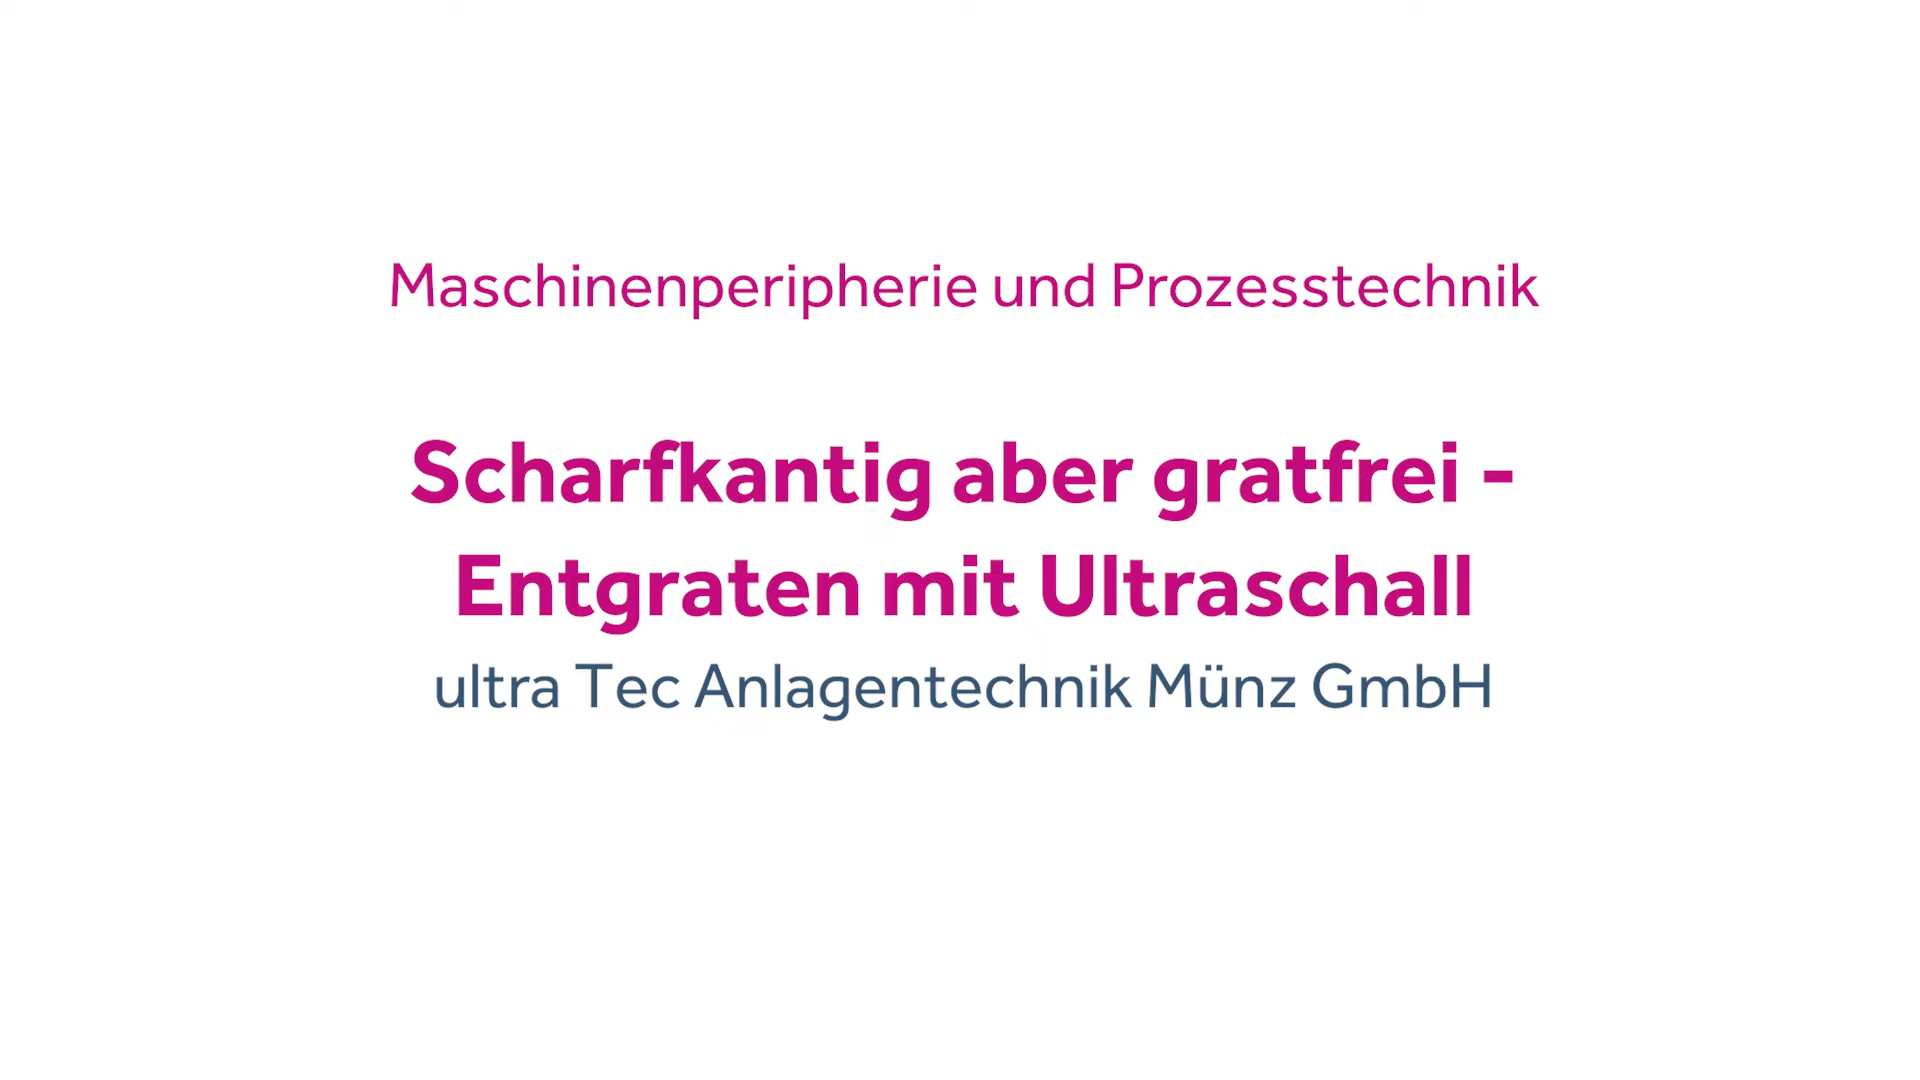 Maschinenperipherie und Prozesstechnik
Scharfkantig aber gratfrei -
Entgraten mit Ultraschall
ultra Tec Anlagentechnik Münz GmbH